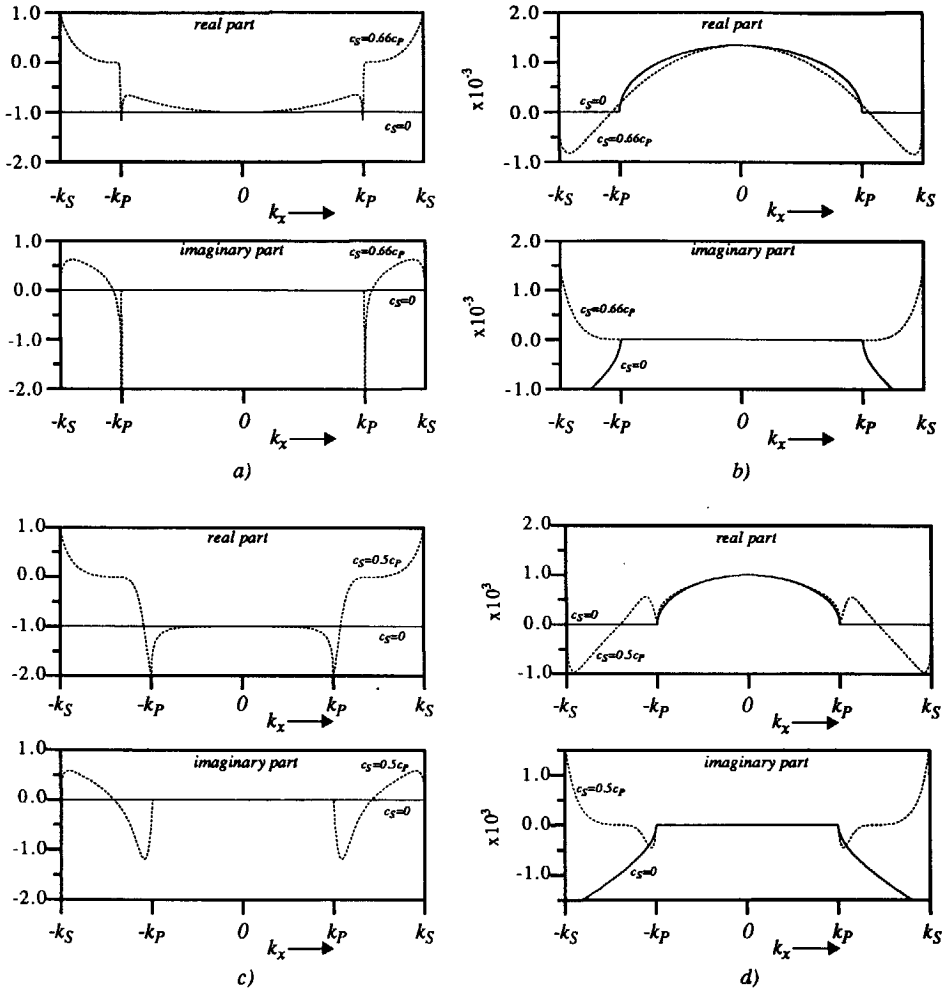 1.0
real part
c_S=0.66c_P
0.0
-1.0
c_S=0
-2.0
-k_S
-k_P
0
k_P
k_S
k_x
1.0
imaginary part
c_S=0.66c_P
0.0
c_S=0
-1.0
-2.0
-k_S
-k_P
0
k_P
k_S
k_x
a)
2.0
real part
x10^-3
1.0
c_S=0
0.0
c_S=0.66c_P
-1.0
-k_S
-k_P
0
k_P
k_S
k_x
2.0
imaginary part
x10^-3
1.0
c_S=0.66c_P
0.0
c_S=0
-1.0
-k_S
-k_P
0
k_P
k_S
k_x
b)
1.0
real part
c_S=0.5c_P
0.0
-1.0
c_S=0
-2.0
-k_S
-k_P
0
k_P
k_S
k_x
1.0
imaginary part
c_S=0.5c_P
0.0
c_S=0
-1.0
-2.0
-k_S
-k_P
0
k_P
k_S
k_x
c)
2.0
real part
x10^3
1.0
c_S=0
0.0
c_S=0.5c_P
-1.0
-k_S
-k_P
0
k_P
k_S
k_x
imaginary part
x10^3
1.0
c_S=0.5c_P
0.0
c_S=0
-1.0
-k_S
-k_P
0
k_P
k_S
k_x
d)